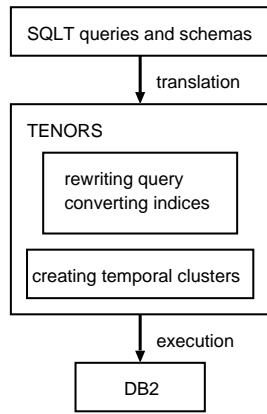 SQLT queries and schemas
translation
TENORS
rewriting query
converting indices
creating temporal clusters
execution
DB2